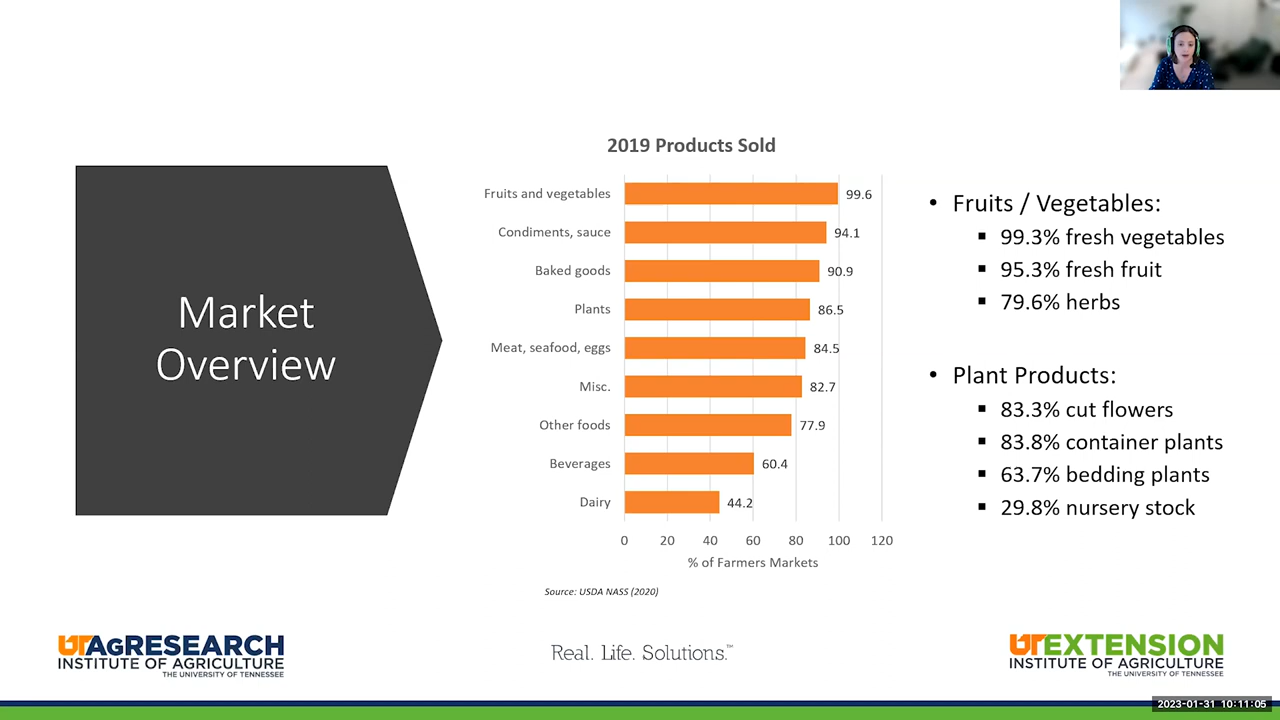 2019 Products Sold
Market
Overview
Fruits and vegetables 99.6
Condiments, sauce 94.1
Baked goods 90.9
Plants 86.5
Meat, seafood, eggs 84.5
Misc. 82.7
Other foods 77.9
Beverages 60.4
Dairy 44.2
0 20 40 60 80 100 120
% of Farmers Markets
Source: USDA NASS (2020)
• Fruits / Vegetables:
▪ 99.3% fresh vegetables
▪ 95.3% fresh fruit
▪ 79.6% herbs
• Plant Products:
▪ 83.3% cut flowers
▪ 83.8% container plants
▪ 63.7% bedding plants
▪ 29.8% nursery stock
UTAGRESEARCH
INSTITUTE OF AGRICULTURE
THE UNIVERSITY OF TENNESSEE
Real. Life. Solutions.™
UTEXTENSION
INSTITUTE OF AGRICULTURE
THE UNIVERSITY OF TENNESSEE
2023-01-31 10:11:05